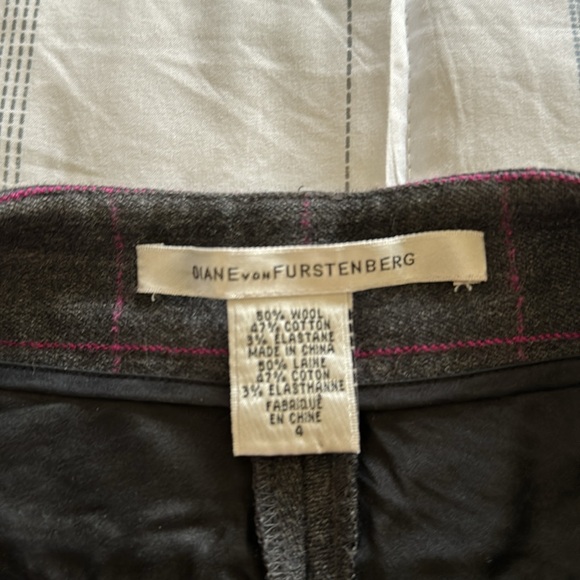 DIANE VON FURSTENBERG
50% WOOL
47% COTTON
3% ELASTANE
MADE IN CHINA
50% LAINE
47% COTON
3% ELASTHANNE
FABRIQUÉ
EN CHINE
4